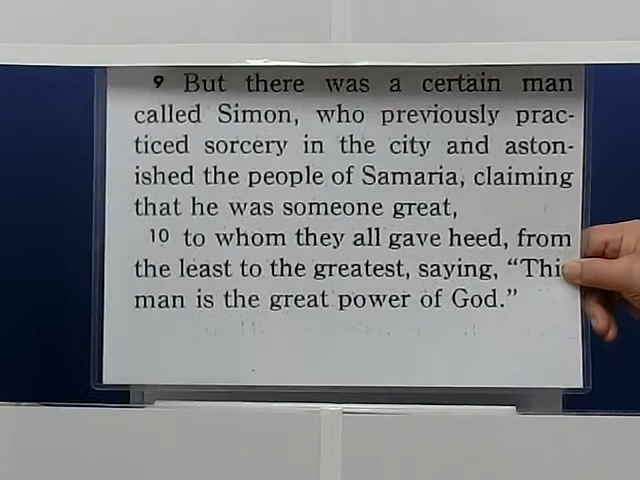 9 But there was a certain man
called Simon, who previously prac-
ticed sorcery in the city and aston-
ished the people of Samaria, claiming
that he was someone great,
10 to whom they all gave heed, from
the least to the greatest, saying, “Thi
man is the great power of God.”